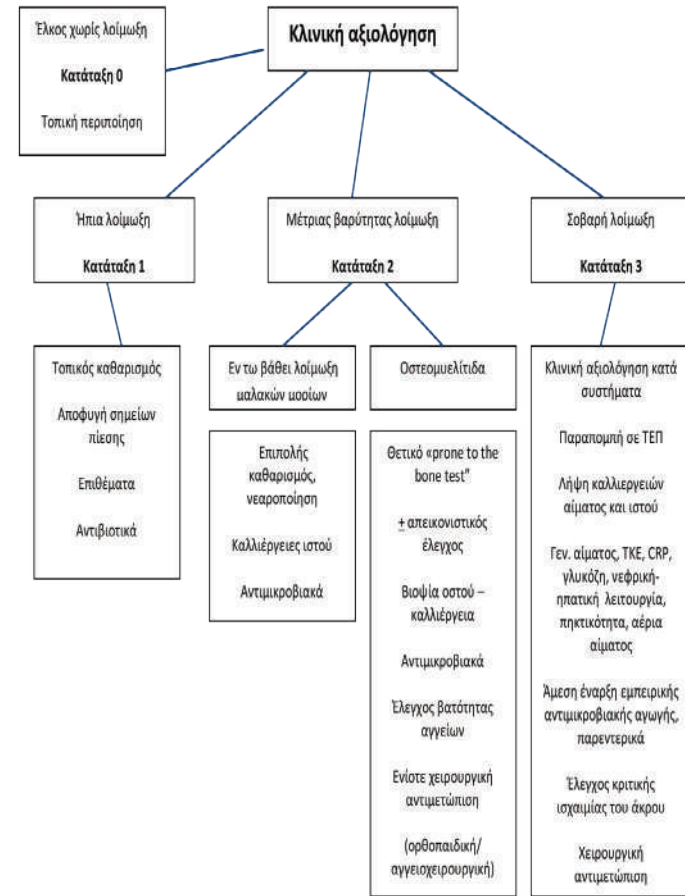 Κλινική αξιολόγηση
Έλκος χωρίς λοίμωξη
Κατάταξη 0
Τοπική περιποίηση
Ήπια λοίμωξη
Κατάταξη 1
Μέτριας βαρύτητας λοίμωξη
Κατάταξη 2
Σοβαρή λοίμωξη
Κατάταξη 3
Τοπικός καθαρισμός
Αποφυγή σημείων
πίεσης
Επιθέματα
Αντιβιοτικά
Εν τω βάθει λοίμωξη
μαλακών μορίων
Επιπολής
καθαρισμός,
νεαροποίηση
Καλλιέργειες ιστού
Αντιμικροβιακά
Οστεομυελίτιδα
Θετικό «prone to the
bone test”
± απεικονιστικός
έλεγχος
Βιοψία οστού –
καλλιέργεια
Αντιμικροβιακά
Έλεγχος βατότητας
αγγείων
Ενίοτε χειρουργική
αντιμετώπιση
(ορθοπαιδική/
αγγειοχειρουργική)
Κλινική αξιολόγηση κατά
συστήματα
Παραπομπή σε ΤΕΠ
Λήψη καλλιεργειών
αίματος και ιστού
Γεν. αίματος, ΤΚΕ, CRP,
γλυκόζη, νεφρική-
ηπατική λειτουργία,
πηκτικότητα, αέρια
αίματος
Άμεση έναρξη εμπειρικής
αντιμικροβιακής αγωγής,
παρεντερικά
Έλεγχος κριτικής
ισχαιμίας του άκρου
Χειρουργική
αντιμετώπιση